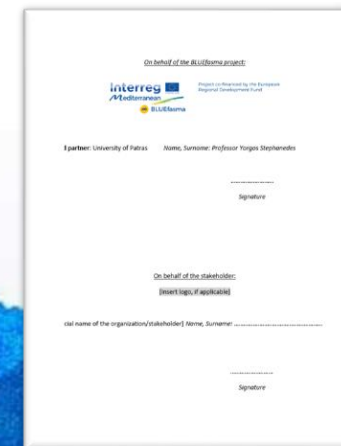 On behalf of the BLUEfasma project:
Interreg
Mediterranean
BLUEfasma
Project co-financed by the European
Regional Development Fund
l partner: University of Patras Name, Surname: Professor Yorgos Stephanedes
....................
Signature
On behalf of the stakeholder:
[insert logo, if applicable]
cial name of the organization/stakeholder] Name, Surname: ........................................
....................
Signature